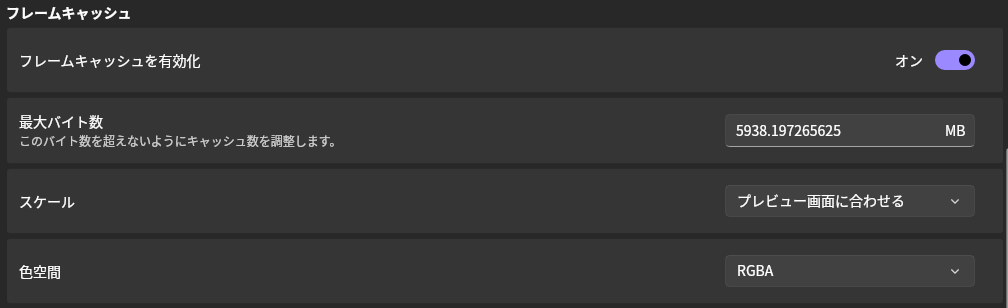 フレームキャッシュ
フレームキャッシュを有効化
オン
最大バイト数
このバイト数を超えないようにキャッシュ数を調整します。
5938.197265625 MB
スケール
プレビュー画面に合わせる
色空間
RGBA